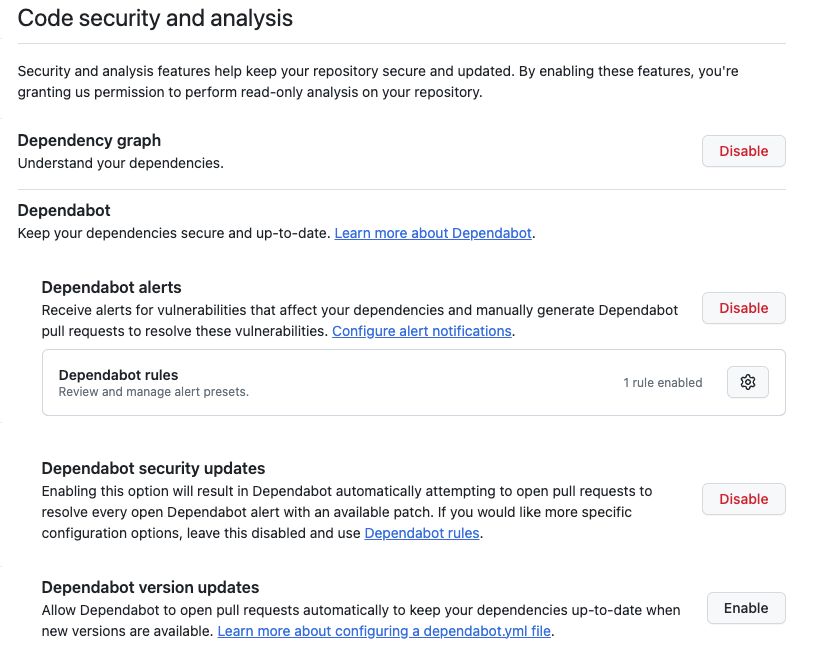 Code security and analysis
Security and analysis features help keep your repository secure and updated. By enabling these features, you're
granting us permission to perform read-only analysis on your repository.
Dependency graph
Understand your dependencies.
Disable
Dependabot
Keep your dependencies secure and up-to-date. Learn more about Dependabot.
Dependabot alerts
Receive alerts for vulnerabilities that affect your dependencies and manually generate Dependabot
pull requests to resolve these vulnerabilities. Configure alert notifications.
Disable
Dependabot rules
Review and manage alert presets.
1 rule enabled
Dependabot security updates
Enabling this option will result in Dependabot automatically attempting to open pull requests to
resolve every open Dependabot alert with an available patch. If you would like more specific
configuration options, leave this disabled and use Dependabot rules.
Disable
Dependabot version updates
Allow Dependabot to open pull requests automatically to keep your dependencies up-to-date when
new versions are available. Learn more about configuring a dependabot.yml file.
Enable